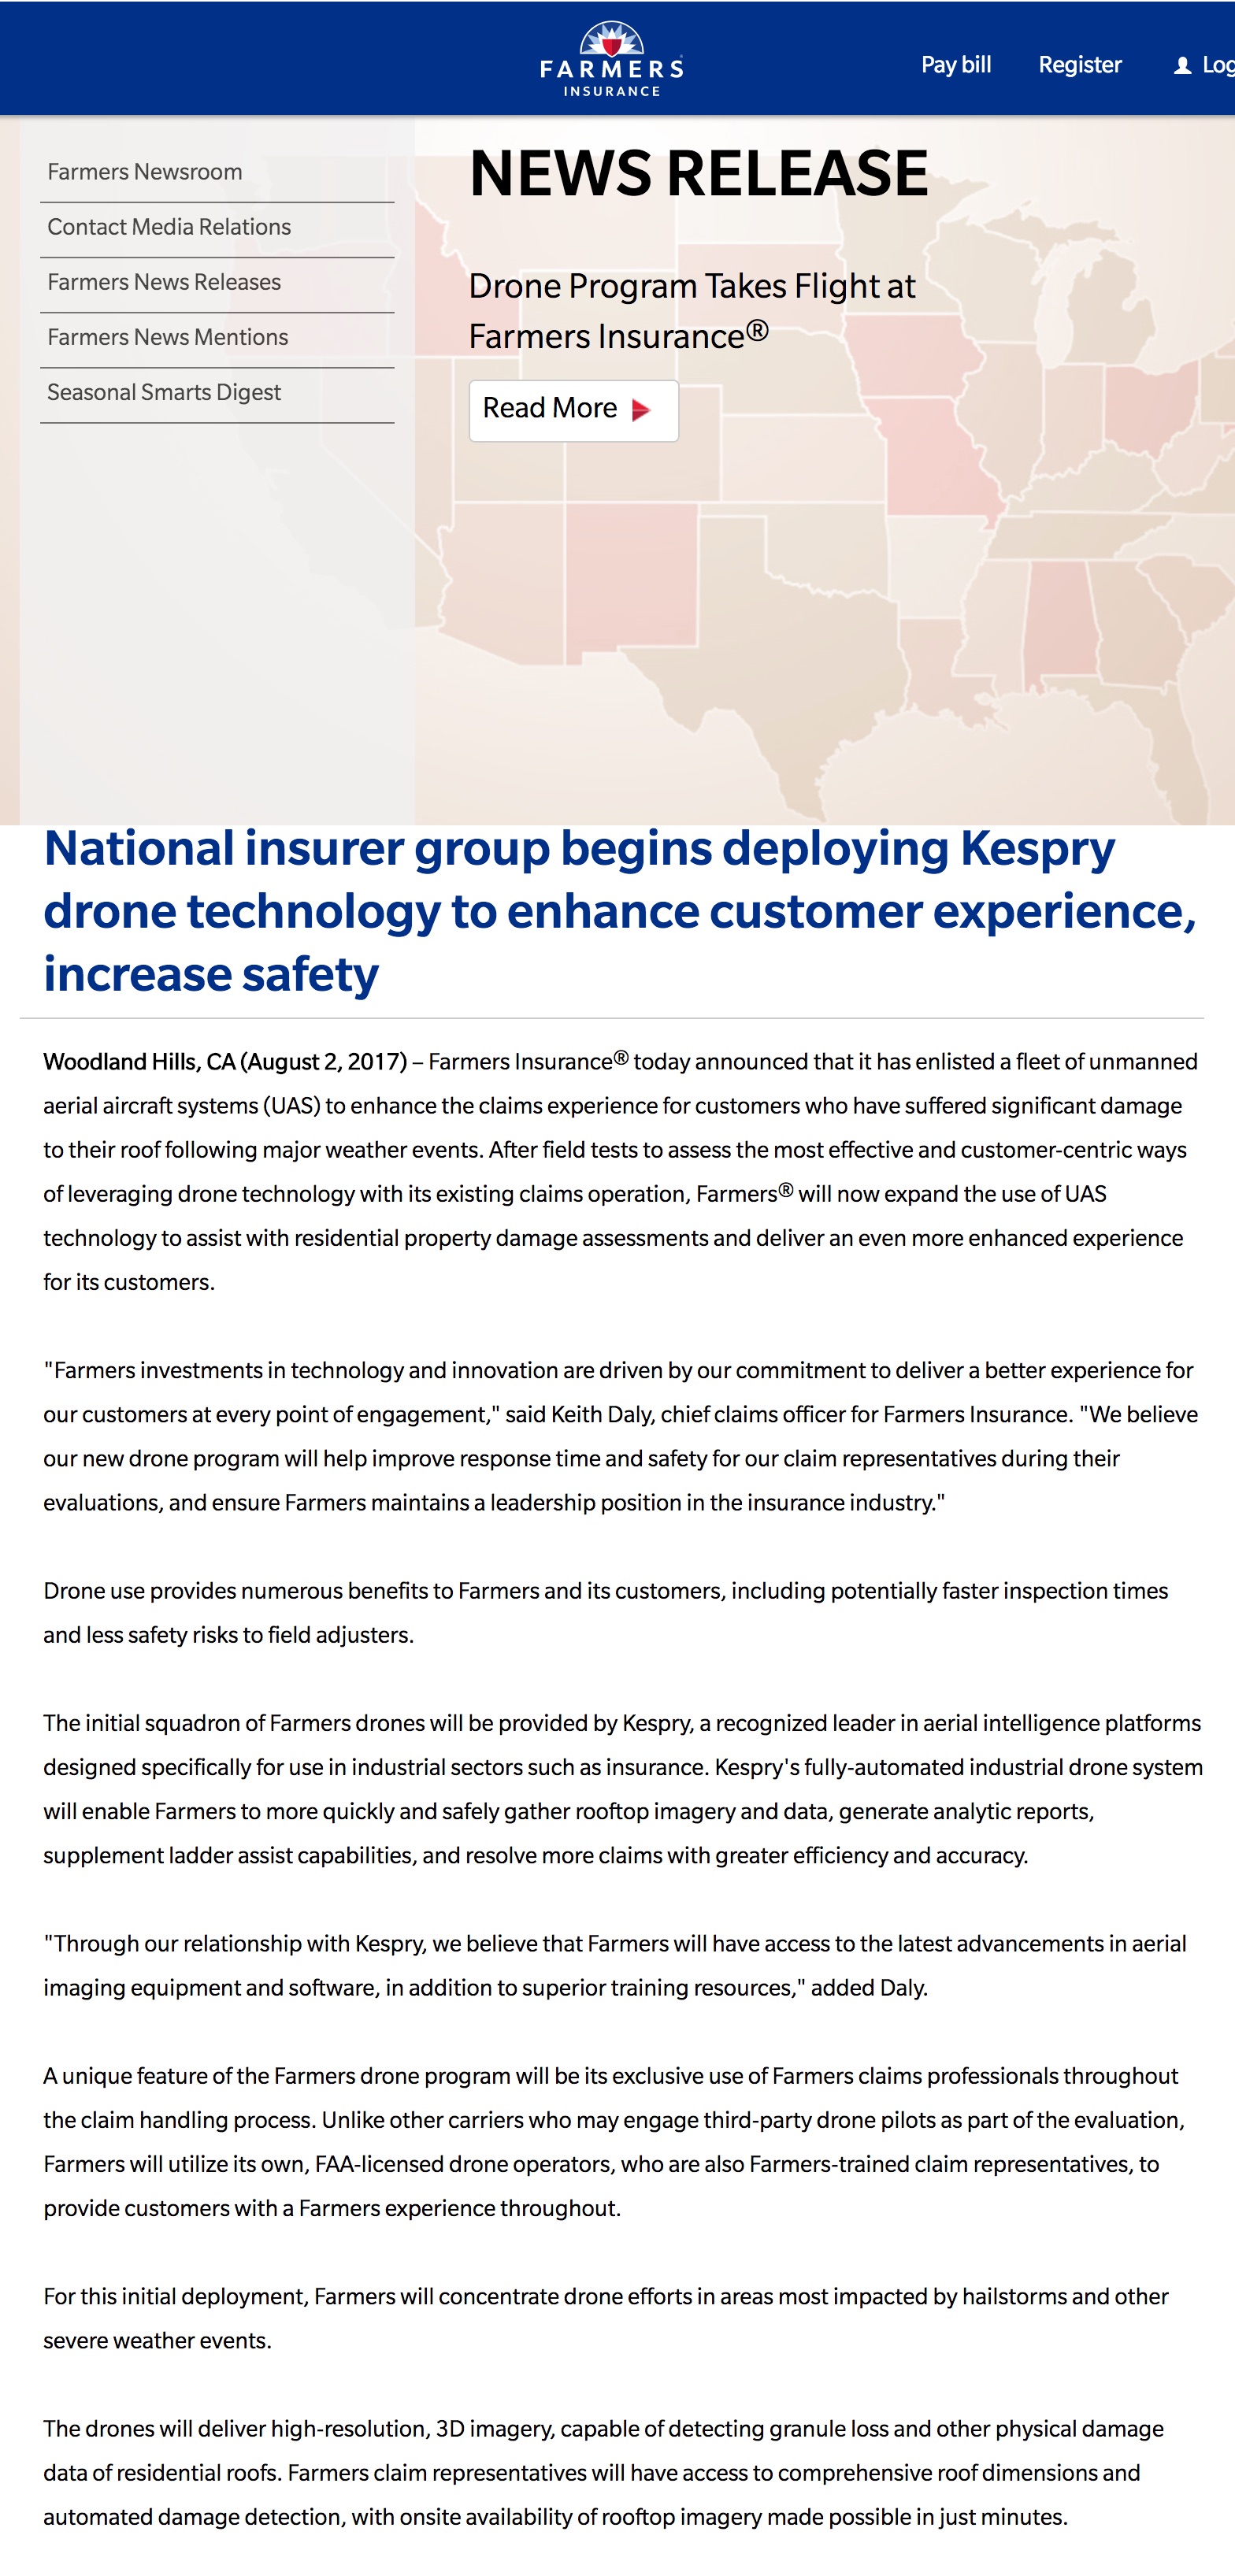 FARMERS
INSURANCE
Pay bill
Register
Log
Farmers Newsroom
Contact Media Relations
Farmers News Releases
Farmers News Mentions
Seasonal Smarts Digest
NEWS RELEASE
Drone Program Takes Flight at
Farmers Insurance®
Read More
National insurer group begins deploying Kespry
drone technology to enhance customer experience,
increase safety
Woodland Hills, CA (August 2, 2017) – Farmers Insurance® today announced that it has enlisted a fleet of unmanned
aerial aircraft systems (UAS) to enhance the claims experience for customers who have suffered significant damage
to their roof following major weather events. After field tests to assess the most effective and customer-centric ways
of leveraging drone technology with its existing claims operation, Farmers® will now expand the use of UAS
technology to assist with residential property damage assessments and deliver an even more enhanced experience
for its customers.
"Farmers investments in technology and innovation are driven by our commitment to deliver a better experience for
our customers at every point of engagement," said Keith Daly, chief claims officer for Farmers Insurance. "We believe
our new drone program will help improve response time and safety for our claim representatives during their
evaluations, and ensure Farmers maintains a leadership position in the insurance industry."
Drone use provides numerous benefits to Farmers and its customers, including potentially faster inspection times
and less safety risks to field adjusters.
The initial squadron of Farmers drones will be provided by Kespry, a recognized leader in aerial intelligence platforms
designed specifically for use in industrial sectors such as insurance. Kespry's fully-automated industrial drone system
will enable Farmers to more quickly and safely gather rooftop imagery and data, generate analytic reports,
supplement ladder assist capabilities, and resolve more claims with greater efficiency and accuracy.
"Through our relationship with Kespry, we believe that Farmers will have access to the latest advancements in aerial
imaging equipment and software, in addition to superior training resources," added Daly.
A unique feature of the Farmers drone program will be its exclusive use of Farmers claims professionals throughout
the claim handling process. Unlike other carriers who may engage third-party drone pilots as part of the evaluation,
Farmers will utilize its own, FAA-licensed drone operators, who are also Farmers-trained claim representatives, to
provide customers with a Farmers experience throughout.
For this initial deployment, Farmers will concentrate drone efforts in areas most impacted by hailstorms and other
severe weather events.
The drones will deliver high-resolution, 3D imagery, capable of detecting granule loss and other physical damage
data of residential roofs. Farmers claim representatives will have access to comprehensive roof dimensions and
automated damage detection, with onsite availability of rooftop imagery made possible in just minutes.